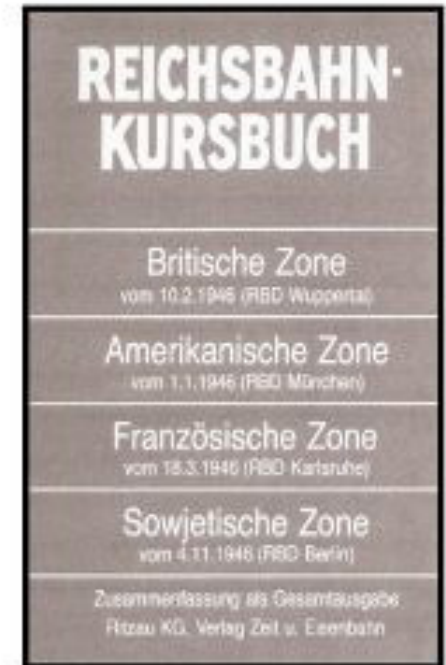 REICHSBAHN-
KURSBUCH
Britische Zone
vom 10.2.1946 (RBD Wuppertal)
Amerikanische Zone
vom 1.1.1946 (RBD München)
Französische Zone
vom 18.3.1946 (RBD Karlsruhe)
Sowjetische Zone
vom 4.11.1946 (RBD Berlin)
Zusammenfassung als Gesamtausgabe
Ritzau KG, Verlag Zeit u. Eisenbahn